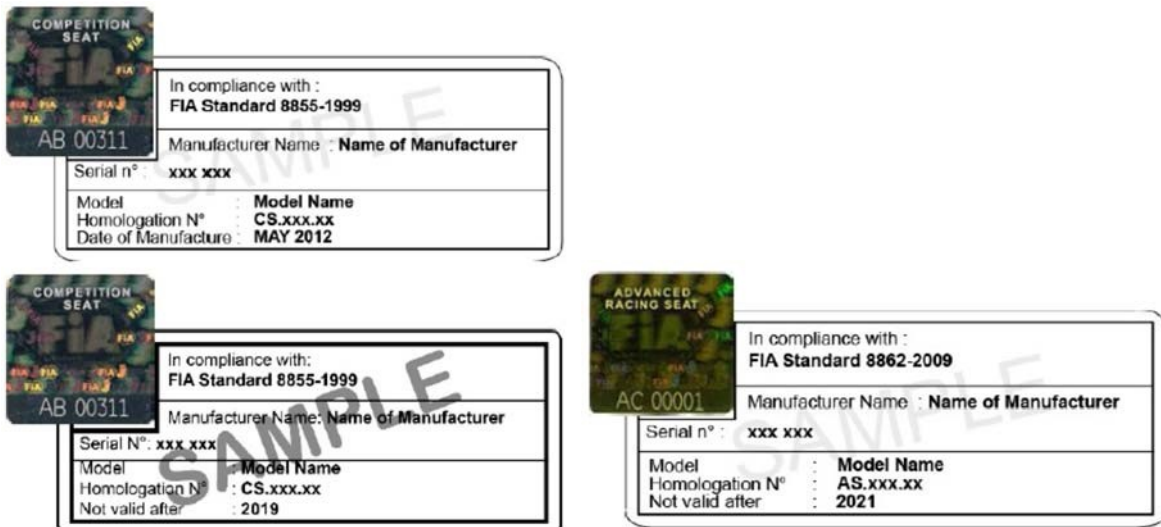 COMPETITION
SEAT
FiA
AB 00311
In compliance with :
FIA Standard 8855-1999
Manufacturer Name : Name of Manufacturer
Serial n° : xxx xxx
Model : Model Name
Homologation N° : CS.xxx.xx
Date of Manufacture : MAY 2012
SAMPLE
COMPETITION
SEAT
FiA
AB 00311
In compliance with:
FIA Standard 8855-1999
Manufacturer Name: Name of Manufacturer
Serial N°: xxx xxx
Model : Model Name
Homologation N° : CS.xxx.xx
Not valid after : 2019
SAMPLE
ADVANCED
RACING SEAT
FIA
AC 00001
In compliance with :
FIA Standard 8862-2009
Manufacturer Name : Name of Manufacturer
Serial n° : xxx xxx
Model : Model Name
Homologation N° : AS.xxx.xx
Not valid after : 2021
SAMPLE